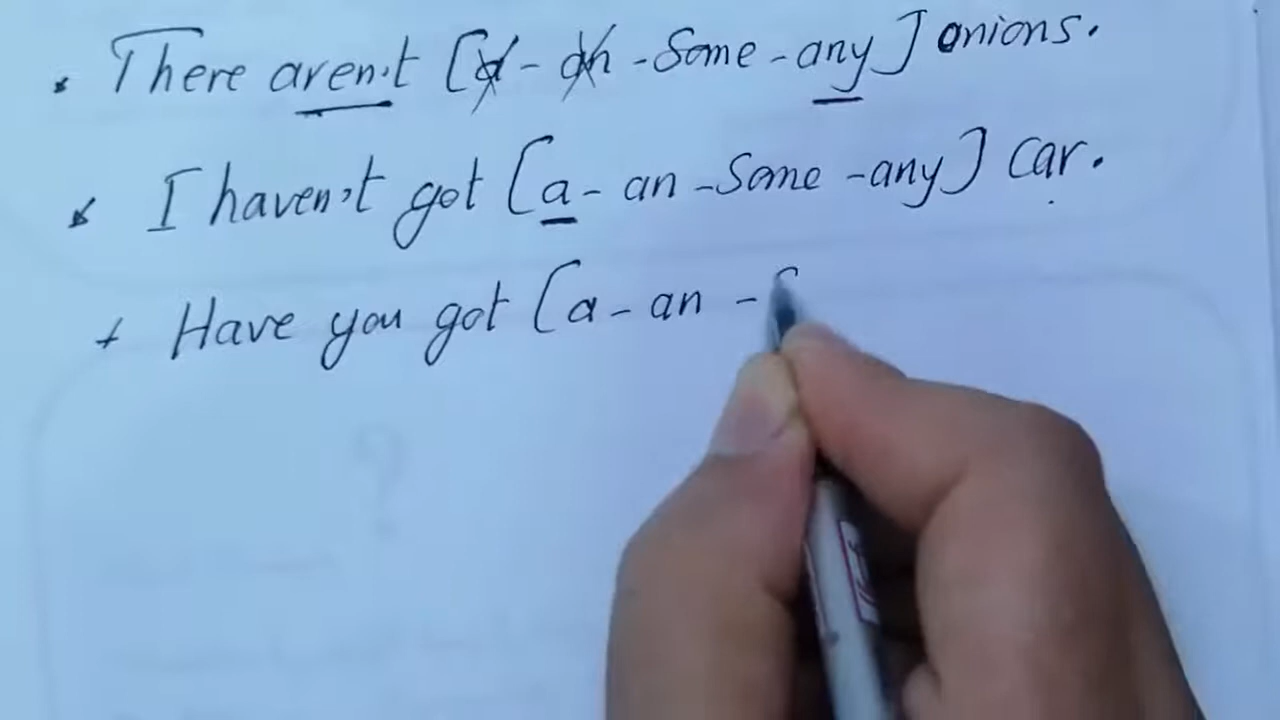 There aren't [a - an - Some - any] onions.
I haven't got [a - an - Some - any] Car.
Have you got [a - an -